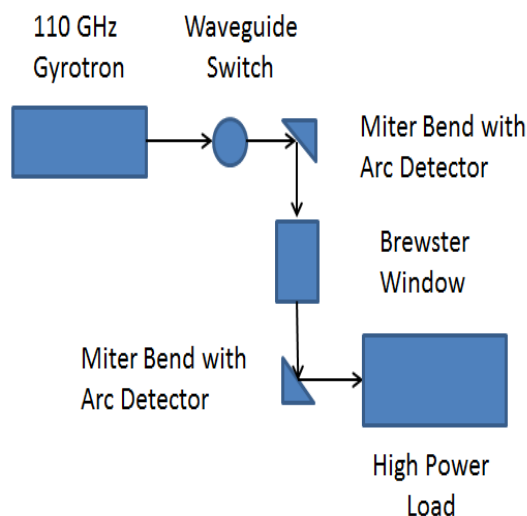 110 GHz
Gyrotron
Waveguide
Switch
Miter Bend with
Arc Detector
Brewster
Window
Miter Bend with
Arc Detector
High Power
Load